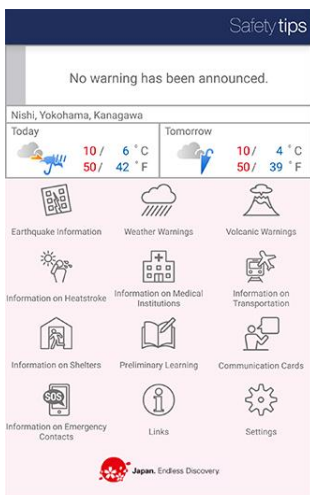 Safety tips
No warning has been announced.
Nishi, Yokohama, Kanagawa
Today
10 / 6 °C
50 / 42 °F
Tomorrow
10 / 4 °C
50 / 39 °F
Earthquake Information
Weather Warnings
Volcanic Warnings
Information on Heatstroke
Information on Medical
Institutions
Information on
Transportation
Information on Shelters
Preliminary Learning
Communication Cards
SOS
Information on Emergency
Contacts
Links
Settings
Japan. Endless Discovery.